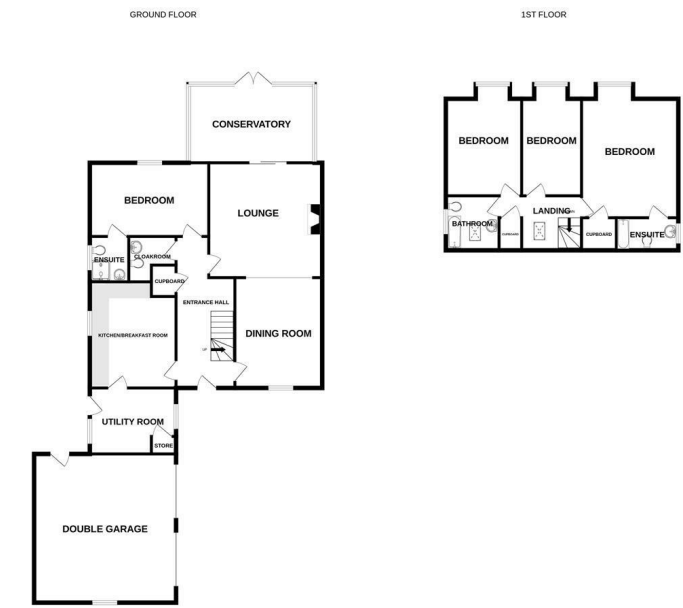 GROUND FLOOR
1ST FLOOR
CONSERVATORY
BEDROOM
LOUNGE
ENSUITE
CLOAKROOM
CUPBOARD
ENTRANCE HALL
KITCHEN/BREAKFAST ROOM
DINING ROOM
UP
UTILITY ROOM
STORE
DOUBLE GARAGE
BEDROOM
BEDROOM
BEDROOM
LANDING
BATHROOM
CUPBOARD
CUPBOARD
ENSUITE